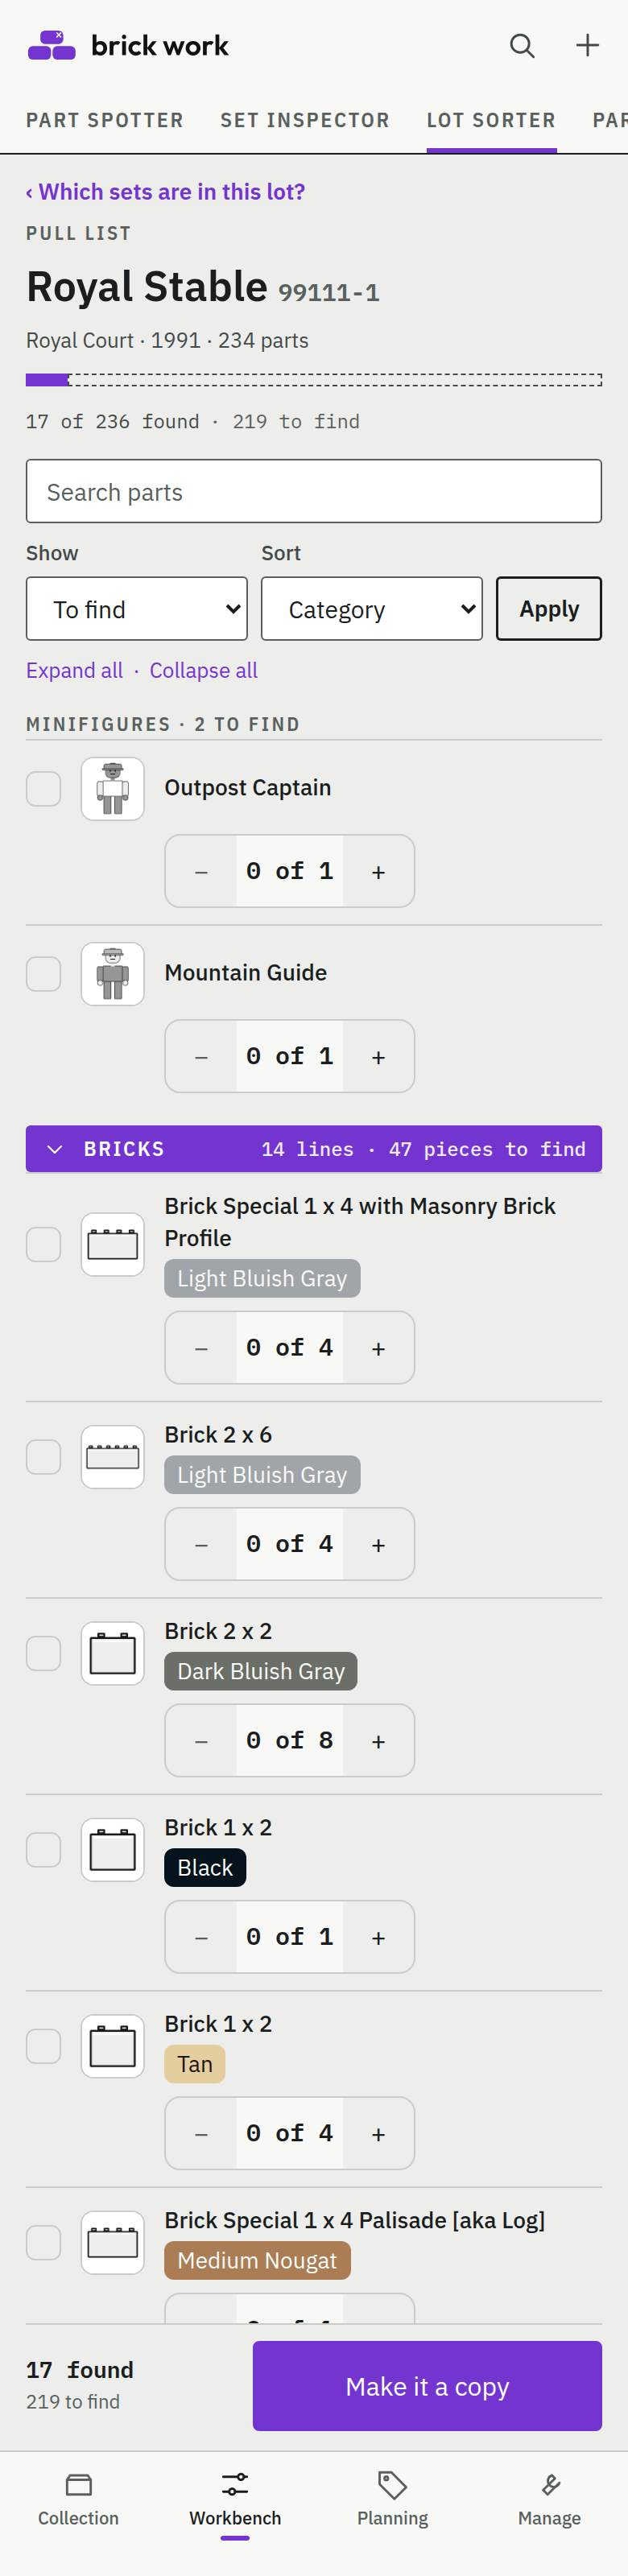 brick work
PART SPOTTER SET INSPECTOR LOT SORTER PAR
‹ Which sets are in this lot?
PULL LIST
Royal Stable 99111-1
Royal Court · 1991 · 234 parts
17 of 236 found · 219 to find
Search parts
Show Sort
To find Category Apply
Expand all · Collapse all
MINIFIGURES · 2 TO FIND
Outpost Captain
− 0 of 1 +
Mountain Guide
− 0 of 1 +
BRICKS 14 lines · 47 pieces to find
Brick Special 1 x 4 with Masonry Brick
Profile
Light Bluish Gray
− 0 of 4 +
Brick 2 x 6
Light Bluish Gray
− 0 of 4 +
Brick 2 x 2
Dark Bluish Gray
− 0 of 8 +
Brick 1 x 2
Black
− 0 of 1 +
Brick 1 x 2
Tan
− 0 of 4 +
Brick Special 1 x 4 Palisade [aka Log]
Medium Nougat
17 found
219 to find
Make it a copy
Collection Workbench Planning Manage